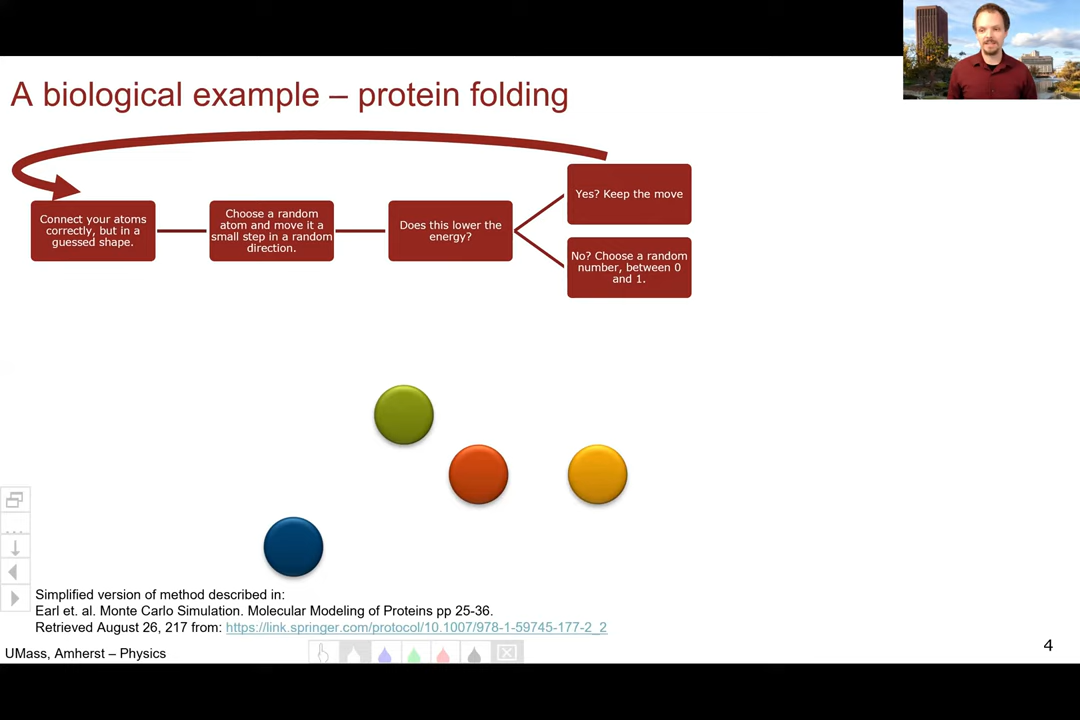 A biological example – protein folding
Connect your atoms
correctly, but in a
guessed shape.
Choose a random
atom and move it a
small step in a random
direction.
Does this lower the
energy?
Yes? Keep the move
No? Choose a random
number, between 0
and 1.
Simplified version of method described in:
Earl et. al. Monte Carlo Simulation. Molecular Modeling of Proteins pp 25-36.
Retrieved August 26, 217 from: https://link.springer.com/protocol/10.1007/978-1-59745-177-2_2
UMass, Amherst – Physics
4